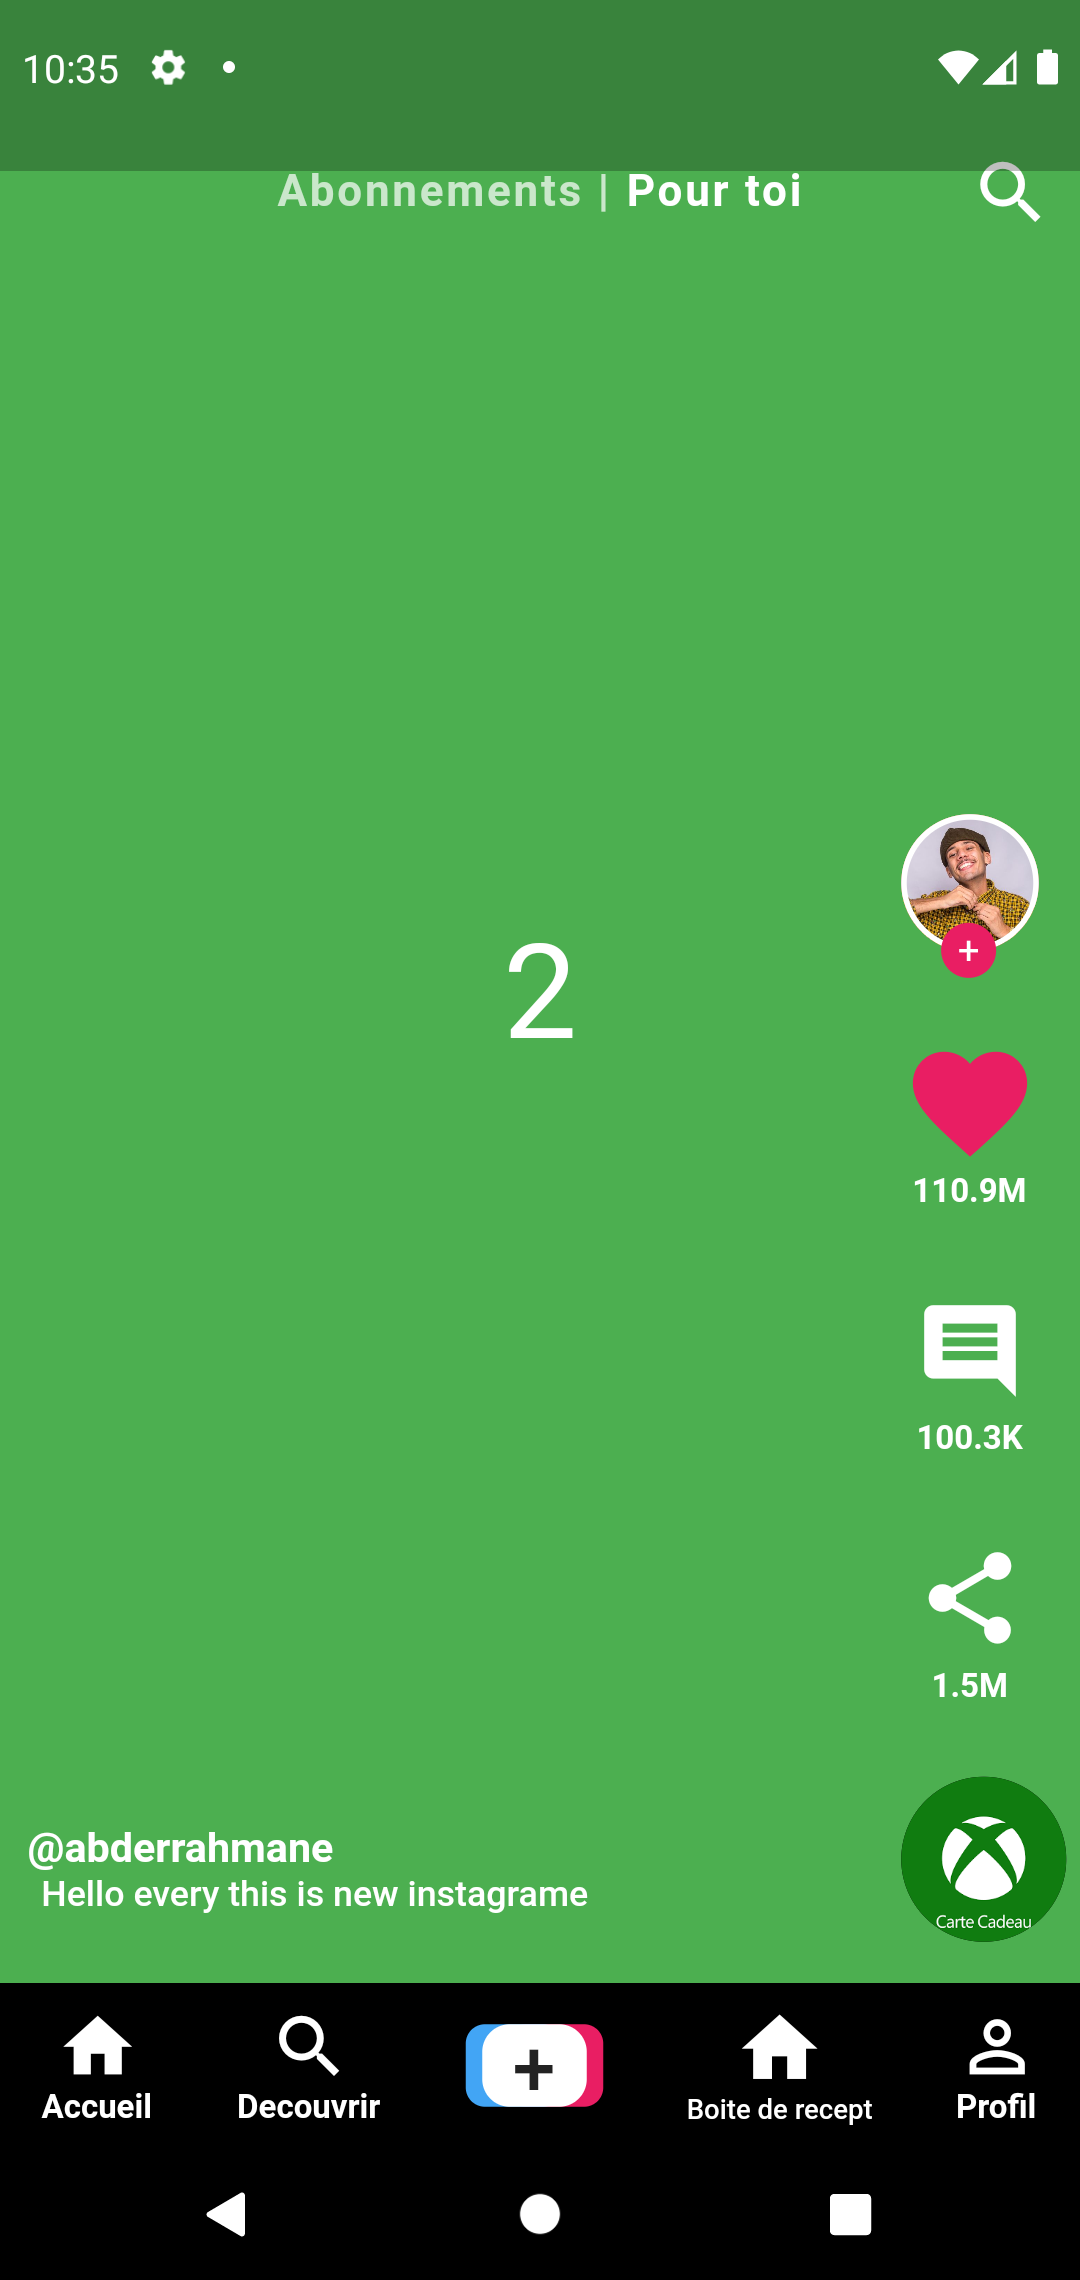 10:35
Abonnements | Pour toi
2
110.9M
100.3K
1.5M
@abderrahmane
Hello every this is new instagrame
Carte Cadeau
Accueil
Decouvrir
Boite de recept
Profil